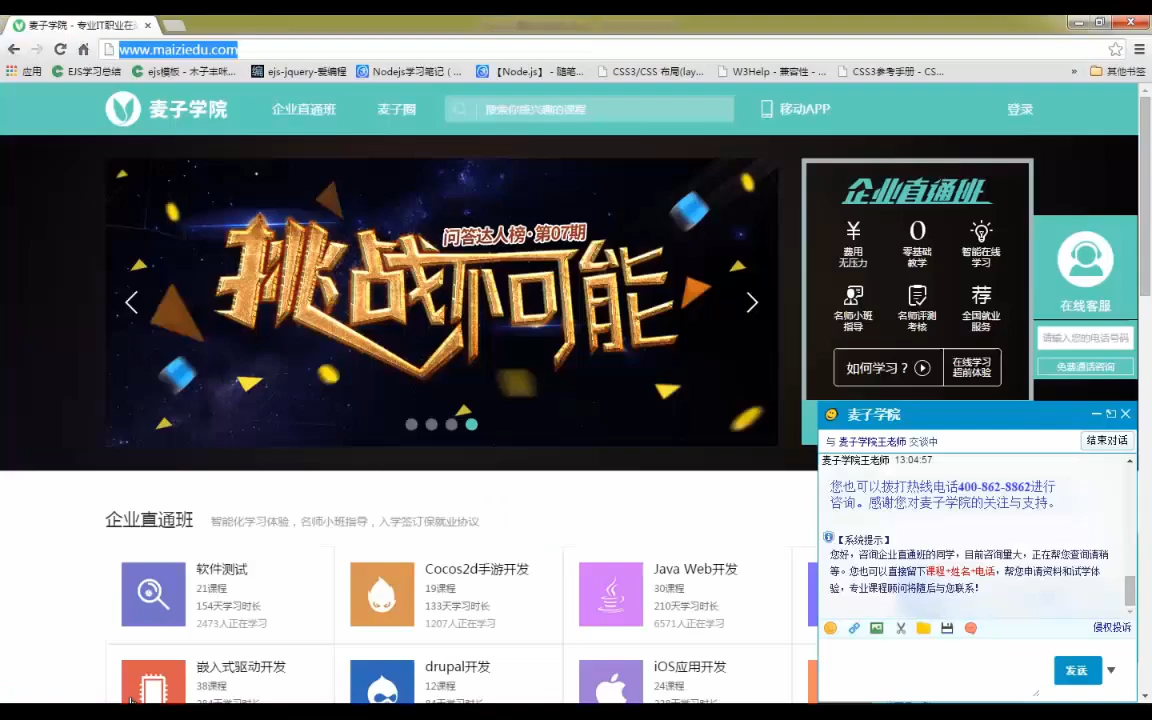 麦子学院 - 专业IT职业在
www.maiziedu.com
应用
EJS学习总结
ejs模板 - 木子丰咪...
ejs-jquery-爱编程
Nodejs学习笔记（ ...
【Node.js】 - 随笔...
CSS3/CSS 布局(lay...
W3Help - 兼容性 - ...
CSS3参考手册 - CS...
»
其他书签
麦子学院
企业直通班
麦子圈
搜索你感兴趣的课程
移动APP
登录
问答达人榜·第07期
挑战不可能
企业直通班
¥
费用
无压力
0
零基础
教学
智能在线
学习
名师小班
指导
名师评测
考核
荐
全国就业
服务
如何学习？
在线学习
超前体验
在线客服
请输入您的电话号码
免费通话咨询
麦子学院
与 麦子学院王老师 交谈中
结束对话
麦子学院王老师 13:04:57
您也可以拨打热线电话400-862-8862进行
咨询。感谢您对麦子学院的关注与支持。
【系统提示】
您好，咨询企业直通班的同学，目前咨询量大，正在帮您查询请稍
等。您也可以直接留下课程+姓名+电话，帮您申请资料和试学体
验，专业课程顾问将随后与您联系！
侵权投诉
发送
企业直通班
智能化学习体验，名师小班指导，入学签订保就业协议
软件测试
21课程
154天学习时长
2473人正在学习
Cocos2d手游开发
19课程
133天学习时长
1207人正在学习
Java Web开发
30课程
210天学习时长
6571人正在学习
嵌入式驱动开发
38课程
drupal开发
12课程
iOS应用开发
24课程